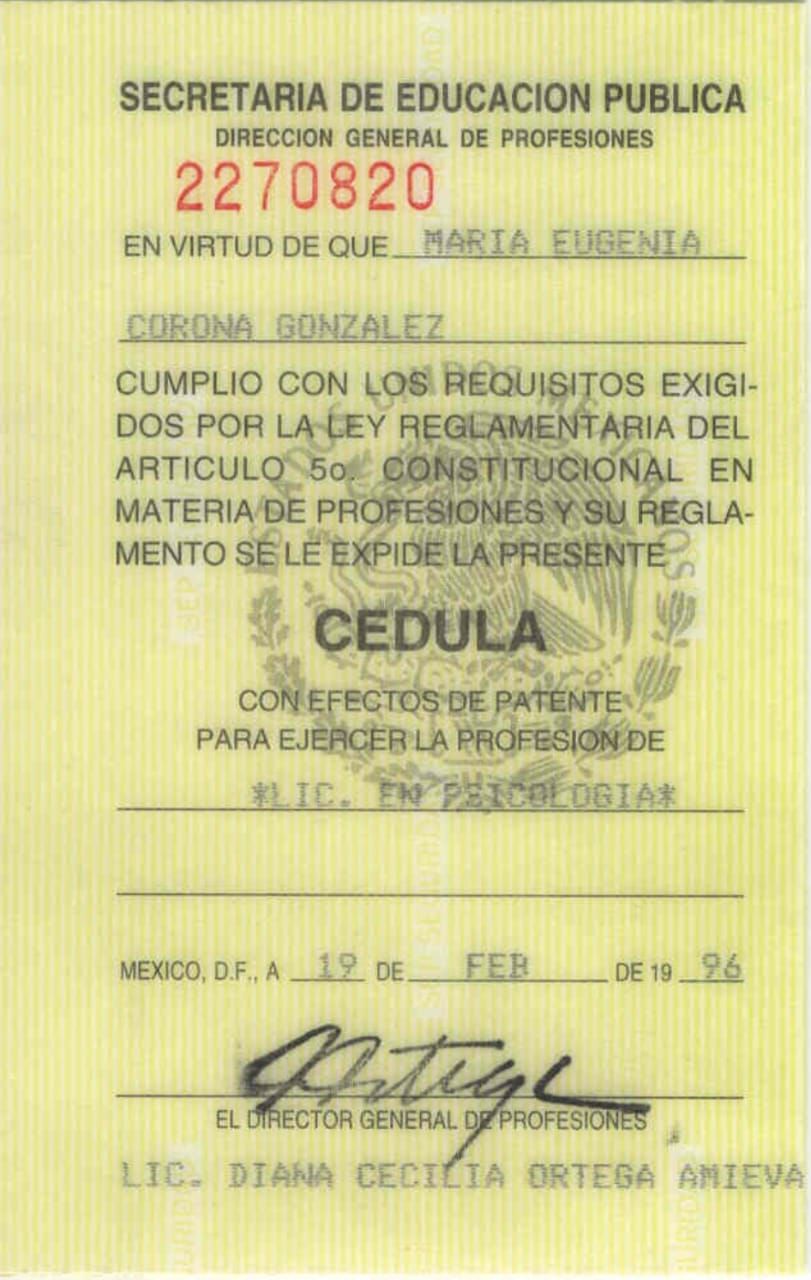 SECRETARIA DE EDUCACION PUBLICA
DIRECCION GENERAL DE PROFESIONES
2270820
EN VIRTUD DE QUE MARIA EUGENIA
CORONA GONZALEZ
CUMPLIO CON LOS REQUISITOS EXIGI-
DOS POR LA LEY REGLAMENTARIA DEL
ARTICULO 5o. CONSTITUCIONAL EN
MATERIA DE PROFESIONES Y SU REGLA-
MENTO SE LE EXPIDE LA PRESENTE
CEDULA
CON EFECTOS DE PATENTE
PARA EJERCER LA PROFESION DE
*LIC. EN PSICOLOGIA*
MEXICO, D.F., A 19 DE FEB DE 19 96
EL DIRECTOR GENERAL DE PROFESIONES
LIC. DIANA CECILIA ORTEGA AMIEVA